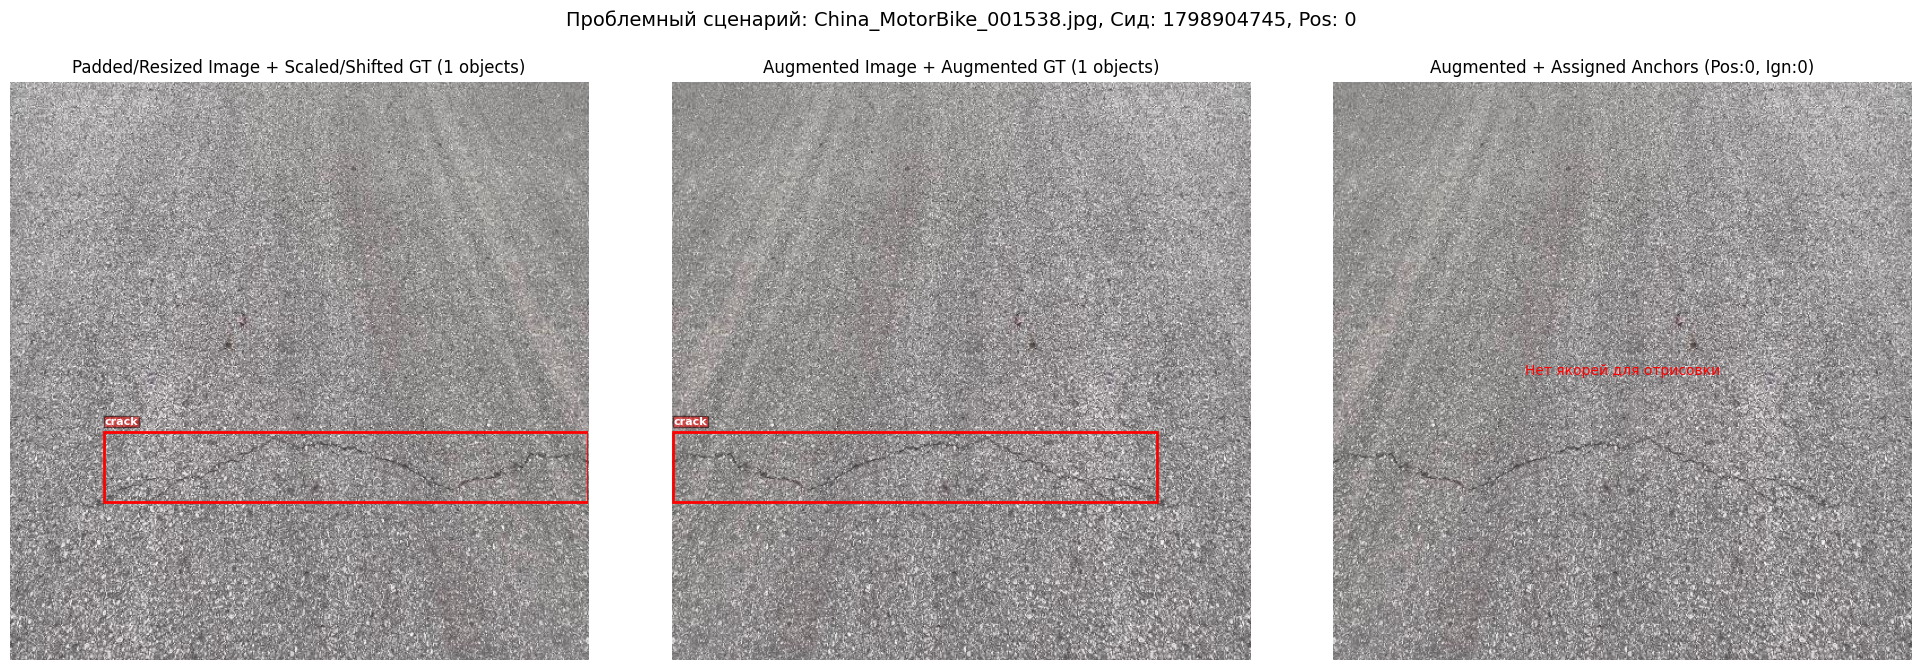 Проблемный сценарий: China_MotorBike_001538.jpg, Сид: 1798904745, Pos: 0
Padded/Resized Image + Scaled/Shifted GT (1 objects)
Augmented Image + Augmented GT (1 objects)
Augmented + Assigned Anchors (Pos:0, Ign:0)
Нет якорей для отрисовки
crack
crack